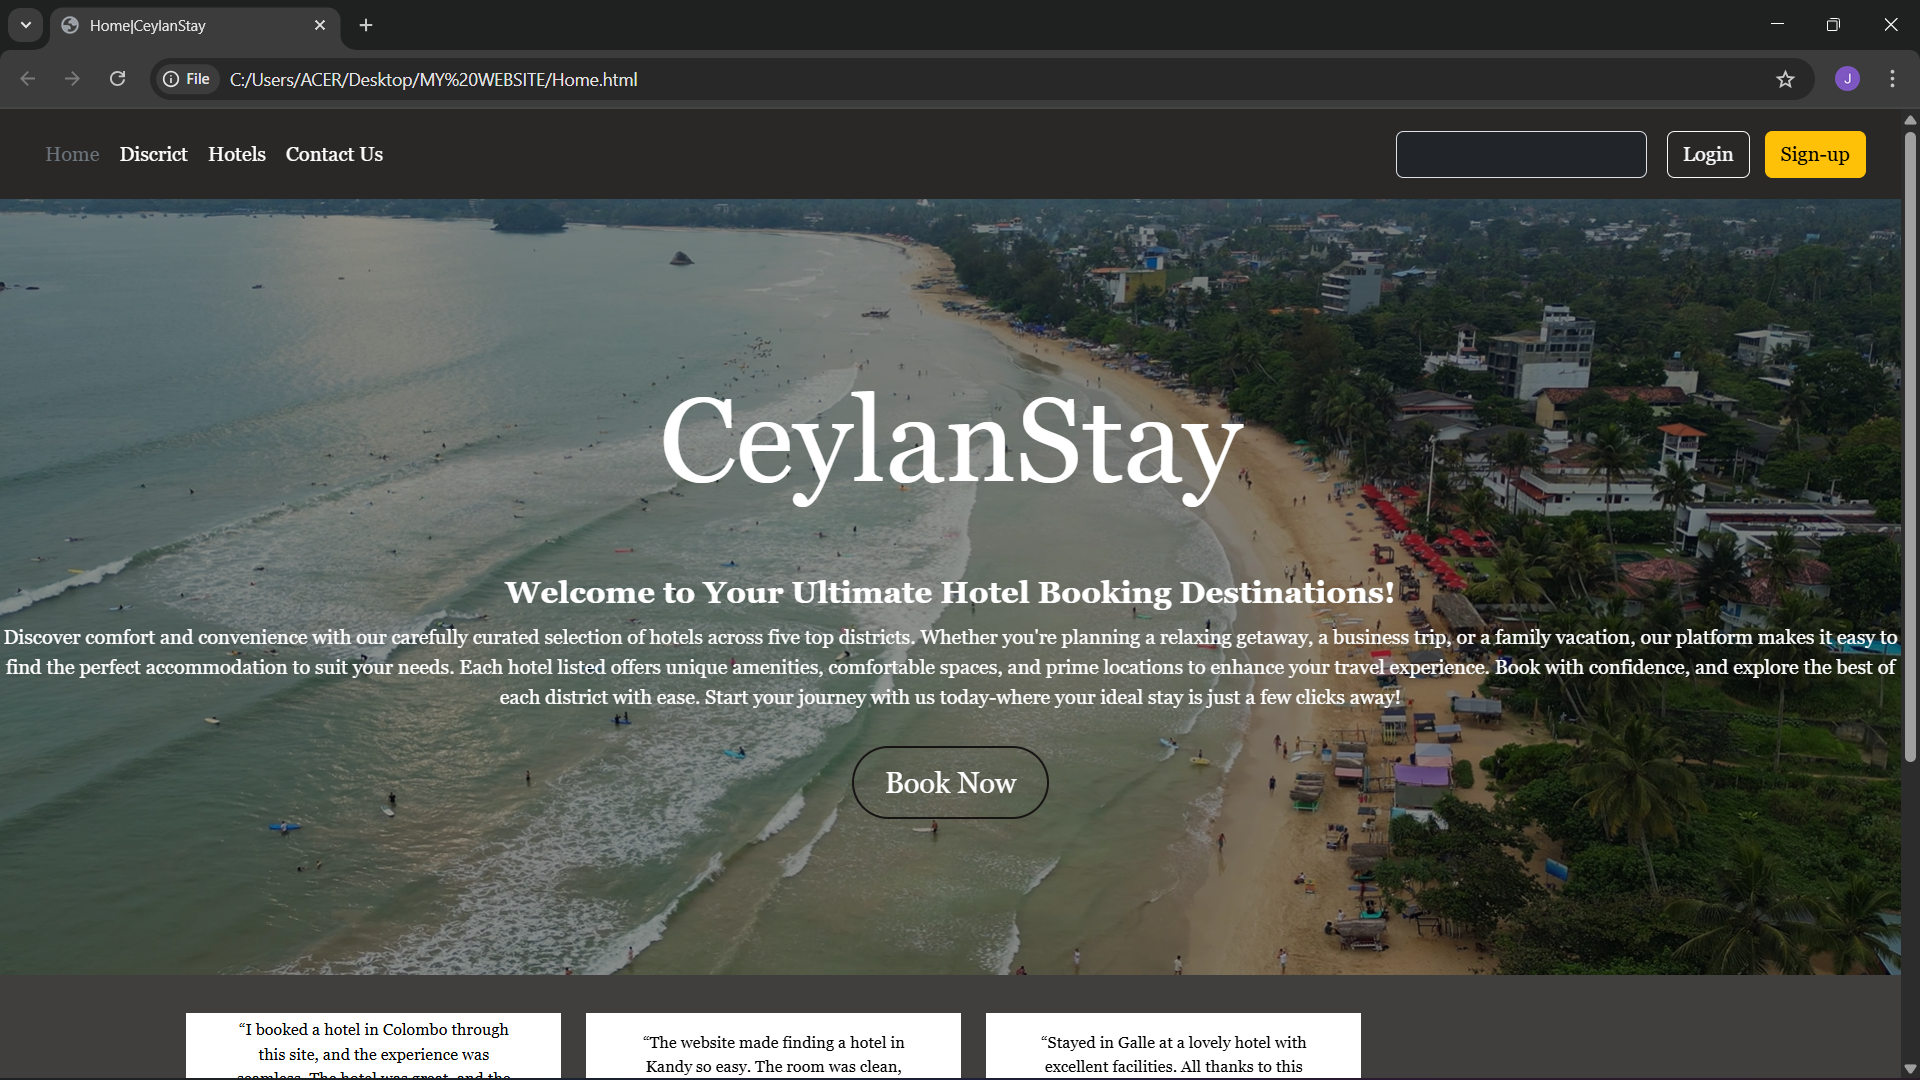 Home|CeylanStay
File C:/Users/ACER/Desktop/MY%20WEBSITE/Home.html
J
Home Discrict Hotels Contact Us
Login Sign-up
CeylanStay
Welcome to Your Ultimate Hotel Booking Destinations!
Discover comfort and convenience with our carefully curated selection of hotels across five top districts. Whether you're planning a relaxing getaway, a business trip, or a family vacation, our platform makes it easy to
find the perfect accommodation to suit your needs. Each hotel listed offers unique amenities, comfortable spaces, and prime locations to enhance your travel experience. Book with confidence, and explore the best of
each district with ease. Start your journey with us today-where your ideal stay is just a few clicks away!
Book Now
“I booked a hotel in Colombo through
this site, and the experience was
seamless. The hotel was great, and the
“The website made finding a hotel in
Kandy so easy. The room was clean,
“Stayed in Galle at a lovely hotel with
excellent facilities. All thanks to this